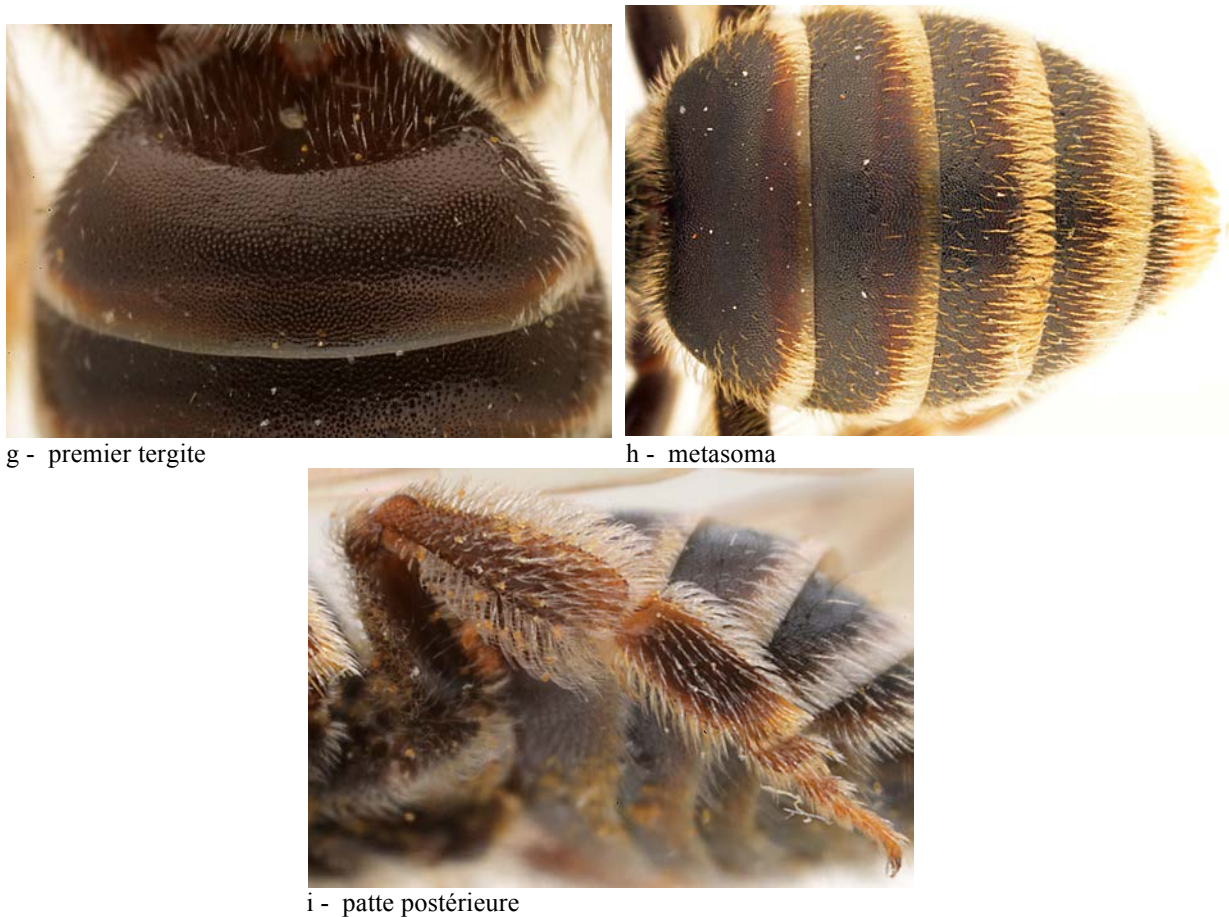 g - premier tergite
h - metasoma
i - patte postérieure